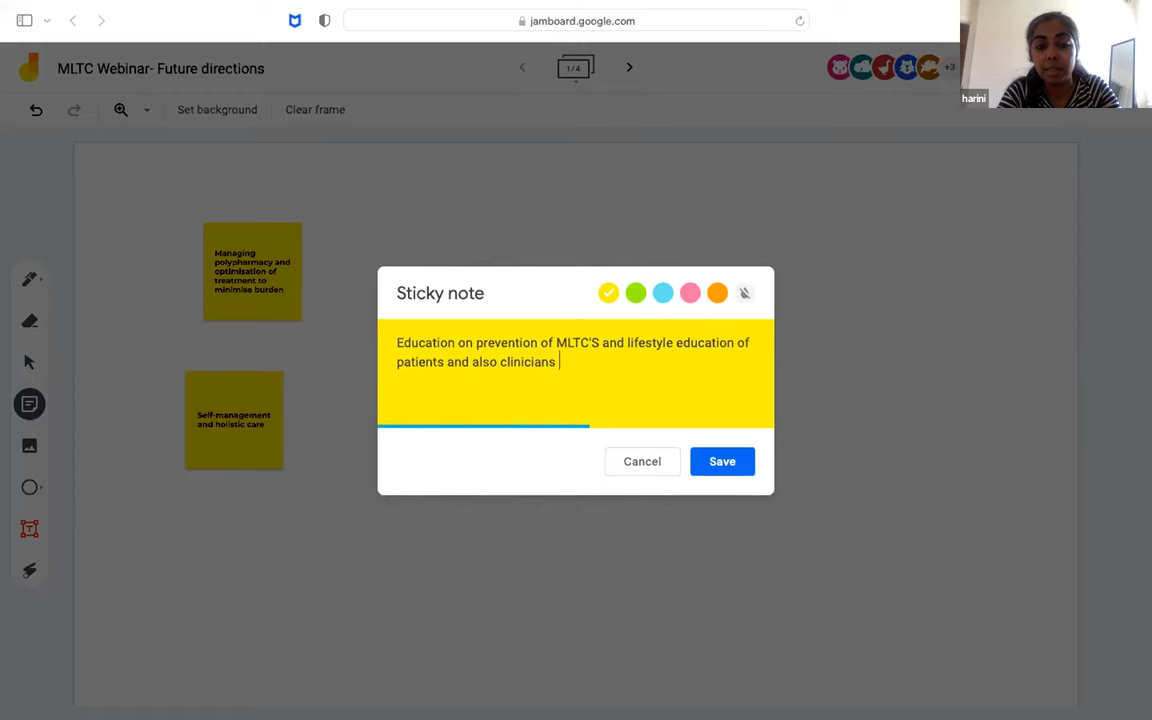 jamboard.google.com
MLTC Webinar- Future directions
1/4
+3
harini
Set background
Clear frame
Managing
polypharmacy and
optimisation of
treatment to
minimise burden
Sticky note
Education on prevention of MLTC'S and lifestyle education of
patients and also clinicians
Self-management
and holistic care
Cancel
Save
T